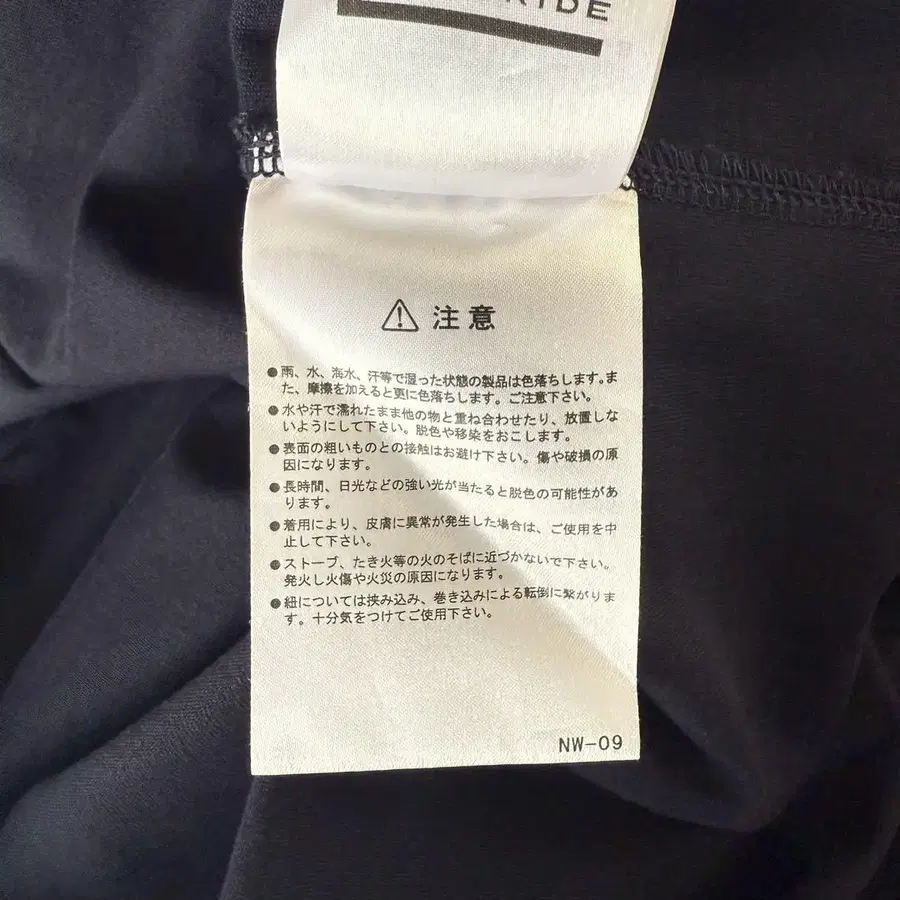 RIDE
⚠ 注意
●雨、水、海水、汗等で湿った状態の製品は色落ちします。ま
た、摩擦を加えると更に色落ちします。ご注意下さい。
●水や汗で濡れたまま他の物と重ね合わせたり、放置しな
いようにして下さい。脱色や移染をおこします。
●表面の粗いものとの接触はお避け下さい。傷や破損の原
因になります。
●長時間、日光などの強い光が当たると脱色の可能性があ
ります。
●着用により、皮膚に異常が発生した場合は、ご使用を中
止して下さい。
●ストーブ、たき火等の火のそばに近づかないで下さい。
発火し火傷や火災の原因になります。
●紐については挟み込み、巻き込みによる転倒に繋がりま
す。十分気をつけてご使用下さい。
NW-09